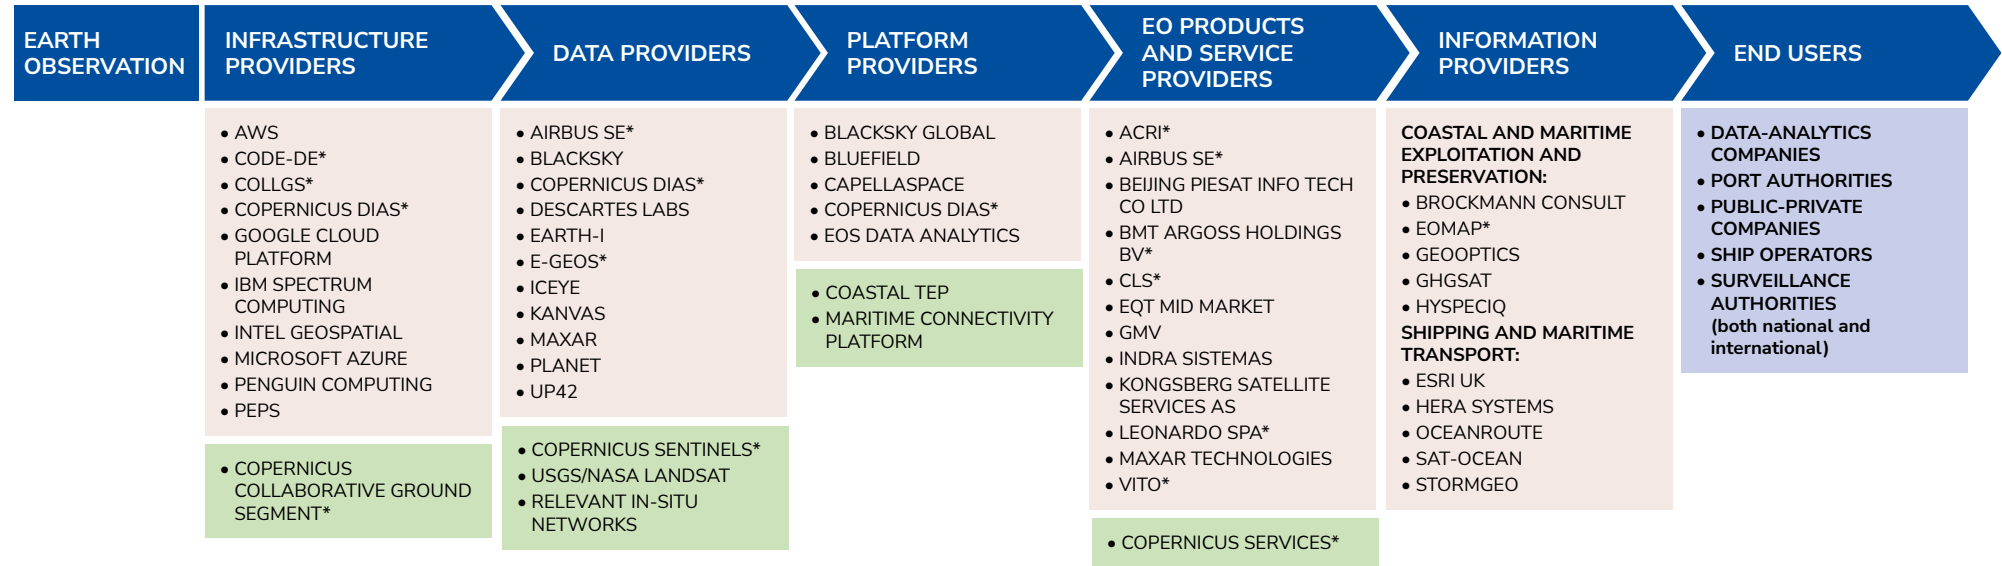 EARTH
OBSERVATION
INFRASTRUCTURE
PROVIDERS
DATA PROVIDERS
PLATFORM
PROVIDERS
EO PRODUCTS
AND SERVICE
PROVIDERS
INFORMATION
PROVIDERS
END USERS
• AWS
• CODE-DE*
• COLLGS*
• COPERNICUS DIAS*
• GOOGLE CLOUD
PLATFORM
• IBM SPECTRUM
COMPUTING
• INTEL GEOSPATIAL
• MICROSOFT AZURE
• PENGUIN COMPUTING
• PEPS
• COPERNICUS
COLLABORATIVE GROUND
SEGMENT*
• AIRBUS SE*
• BLACKSKY
• COPERNICUS DIAS*
• DESCARTES LABS
• EARTH-I
• E-GEOS*
• ICEYE
• KANVAS
• MAXAR
• PLANET
• UP42
• COPERNICUS SENTINELS*
• USGS/NASA LANDSAT
• RELEVANT IN-SITU
NETWORKS
• BLACKSKY GLOBAL
• BLUEFIELD
• CAPELLASPACE
• COPERNICUS DIAS*
• EOS DATA ANALYTICS
• COASTAL TEP
• MARITIME CONNECTIVITY
PLATFORM
• ACRI*
• AIRBUS SE*
• BEIJING PIESAT INFO TECH
CO LTD
• BMT ARGOSS HOLDINGS
BV*
• CLS*
• EQT MID MARKET
• GMV
• INDRA SISTEMAS
• KONGSBERG SATELLITE
SERVICES AS
• LEONARDO SPA*
• MAXAR TECHNOLOGIES
• VITO*
• COPERNICUS SERVICES*
COASTAL AND MARITIME
EXPLOITATION AND
PRESERVATION:
• BROCKMANN CONSULT
• EOMAP*
• GEOOPTICS
• GHGSAT
• HYSPECIQ
SHIPPING AND MARITIME
TRANSPORT:
• ESRI UK
• HERA SYSTEMS
• OCEANROUTE
• SAT-OCEAN
• STORMGEO
• DATA-ANALYTICS
COMPANIES
• PORT AUTHORITIES
• PUBLIC-PRIVATE
COMPANIES
• SHIP OPERATORS
• SURVEILLANCE
AUTHORITIES
(both national and
international)